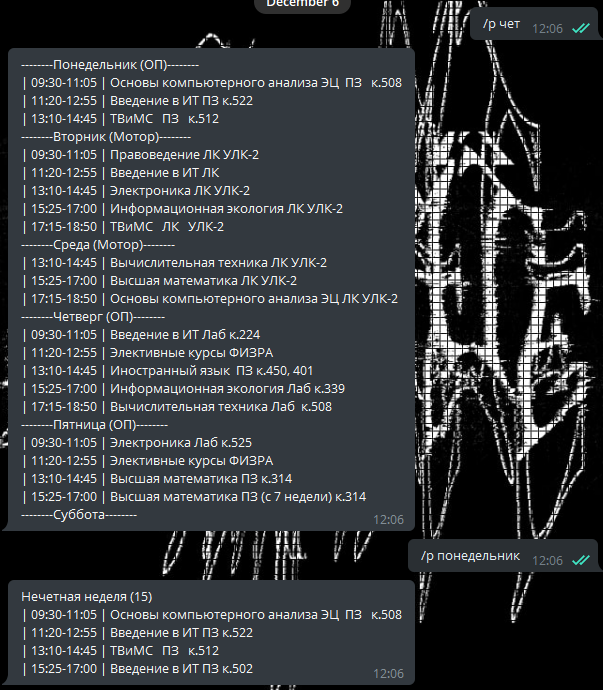 December 6
/р чет 12:06
--------Понедельник (ОП)--------
| 09:30-11:05 | Основы компьютерного анализа ЭЦ ПЗ к.508
| 11:20-12:55 | Введение в ИТ ПЗ к.522
| 13:10-14:45 | ТВиМС ПЗ к.512
--------Вторник (Мотор)--------
| 09:30-11:05 | Правоведение ЛК УЛК-2
| 11:20-12:55 | Введение в ИТ ЛК
| 13:10-14:45 | Электроника ЛК УЛК-2
| 15:25-17:00 | Информационная экология ЛК УЛК-2
| 17:15-18:50 | ТВиМС ЛК УЛК-2
--------Среда (Мотор)--------
| 13:10-14:45 | Вычислительная техника ЛК УЛК-2
| 15:25-17:00 | Высшая математика ЛК УЛК-2
| 17:15-18:50 | Основы компьютерного анализа ЭЦ ЛК УЛК-2
--------Четверг (ОП)--------
| 09:30-11:05 | Введение в ИТ Лаб к.224
| 11:20-12:55 | Элективные курсы ФИЗРА
| 13:10-14:45 | Иностранный язык ПЗ к.450, 401
| 15:25-17:00 | Информационная экология Лаб к.339
| 17:15-18:50 | Вычислительная техника Лаб к.508
--------Пятница (ОП)--------
| 09:30-11:05 | Электроника Лаб к.525
| 11:20-12:55 | Элективные курсы ФИЗРА
| 13:10-14:45 | Высшая математика ПЗ к.314
| 15:25-17:00 | Высшая математика ПЗ (с 7 недели) к.314
--------Суббота--------
12:06
/р понедельник 12:06
Нечетная неделя (15)
| 09:30-11:05 | Основы компьютерного анализа ЭЦ ПЗ к.508
| 11:20-12:55 | Введение в ИТ ПЗ к.522
| 13:10-14:45 | ТВиМС ПЗ к.512
| 15:25-17:00 | Введение в ИТ ПЗ к.502
12:06